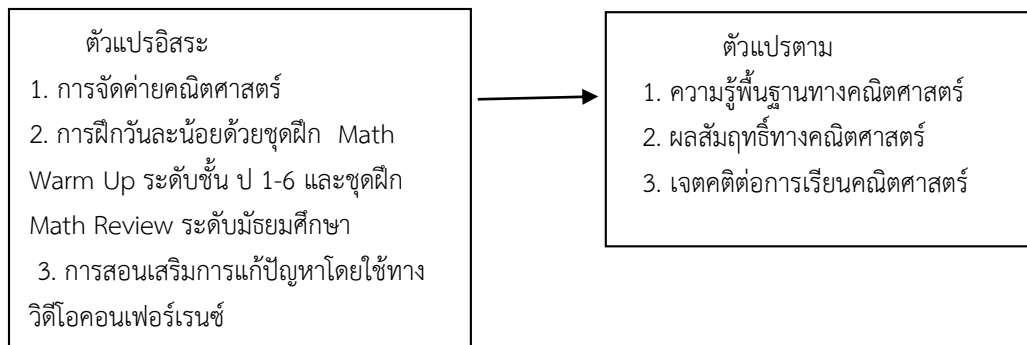 ตัวแปรอิสระ
1. การจัดค่ายคณิตศาสตร์
2. การฝึกวันละน้อยด้วยชุดฝึก Math
Warm Up ระดับชั้น ป 1-6 และชุดฝึก
Math Review ระดับมัธยมศึกษา
3. การสอนเสริมการแก้ปัญหาโดยใช้ทาง
วิดีโอคอนเฟอร์เรนซ์
ตัวแปรตาม
1. ความรู้พื้นฐานทางคณิตศาสตร์
2. ผลสัมฤทธิ์ทางคณิตศาสตร์
3. เจตคติต่อการเรียนคณิตศาสตร์